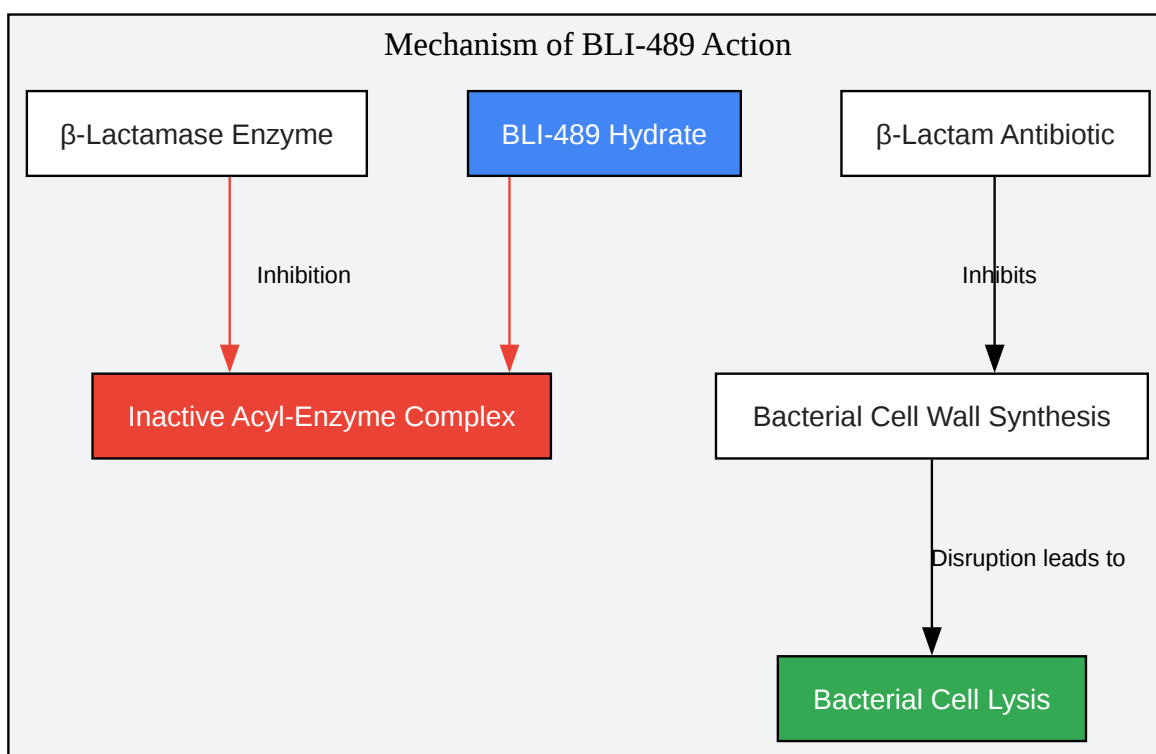 Mechanism of BLI-489 Action
β-Lactamase Enzyme
BLI-489 Hydrate
β-Lactam Antibiotic
Inhibition
Inhibits
Inactive Acyl-Enzyme Complex
Bacterial Cell Wall Synthesis
Disruption leads to
Bacterial Cell Lysis